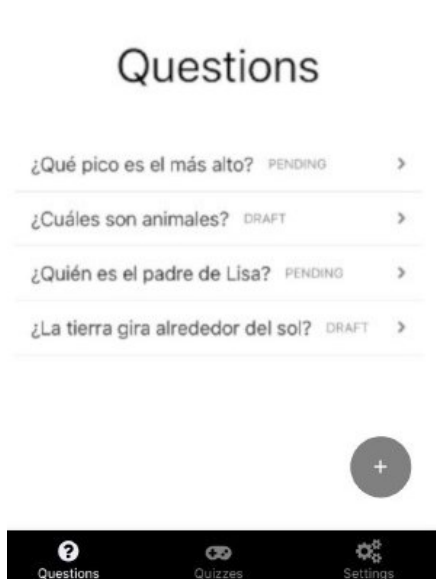 Questions
¿Qué pico es el más alto? PENDING
¿Cuáles son animales? DRAFT
¿Quién es el padre de Lisa? PENDING
¿La tierra gira alrededor del sol? DRAFT
+
Questions Quizzes Settings